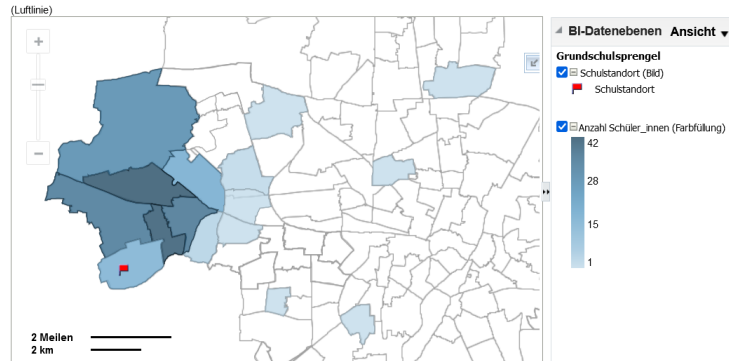 (Luftlinie)
BI-Datenebenen Ansicht
Grundschulsprengel
Schulstandort (Bild)
Schulstandort
Anzahl Schüler_innen (Farbfüllung)
42
28
15
1
2 Meilen
2 km